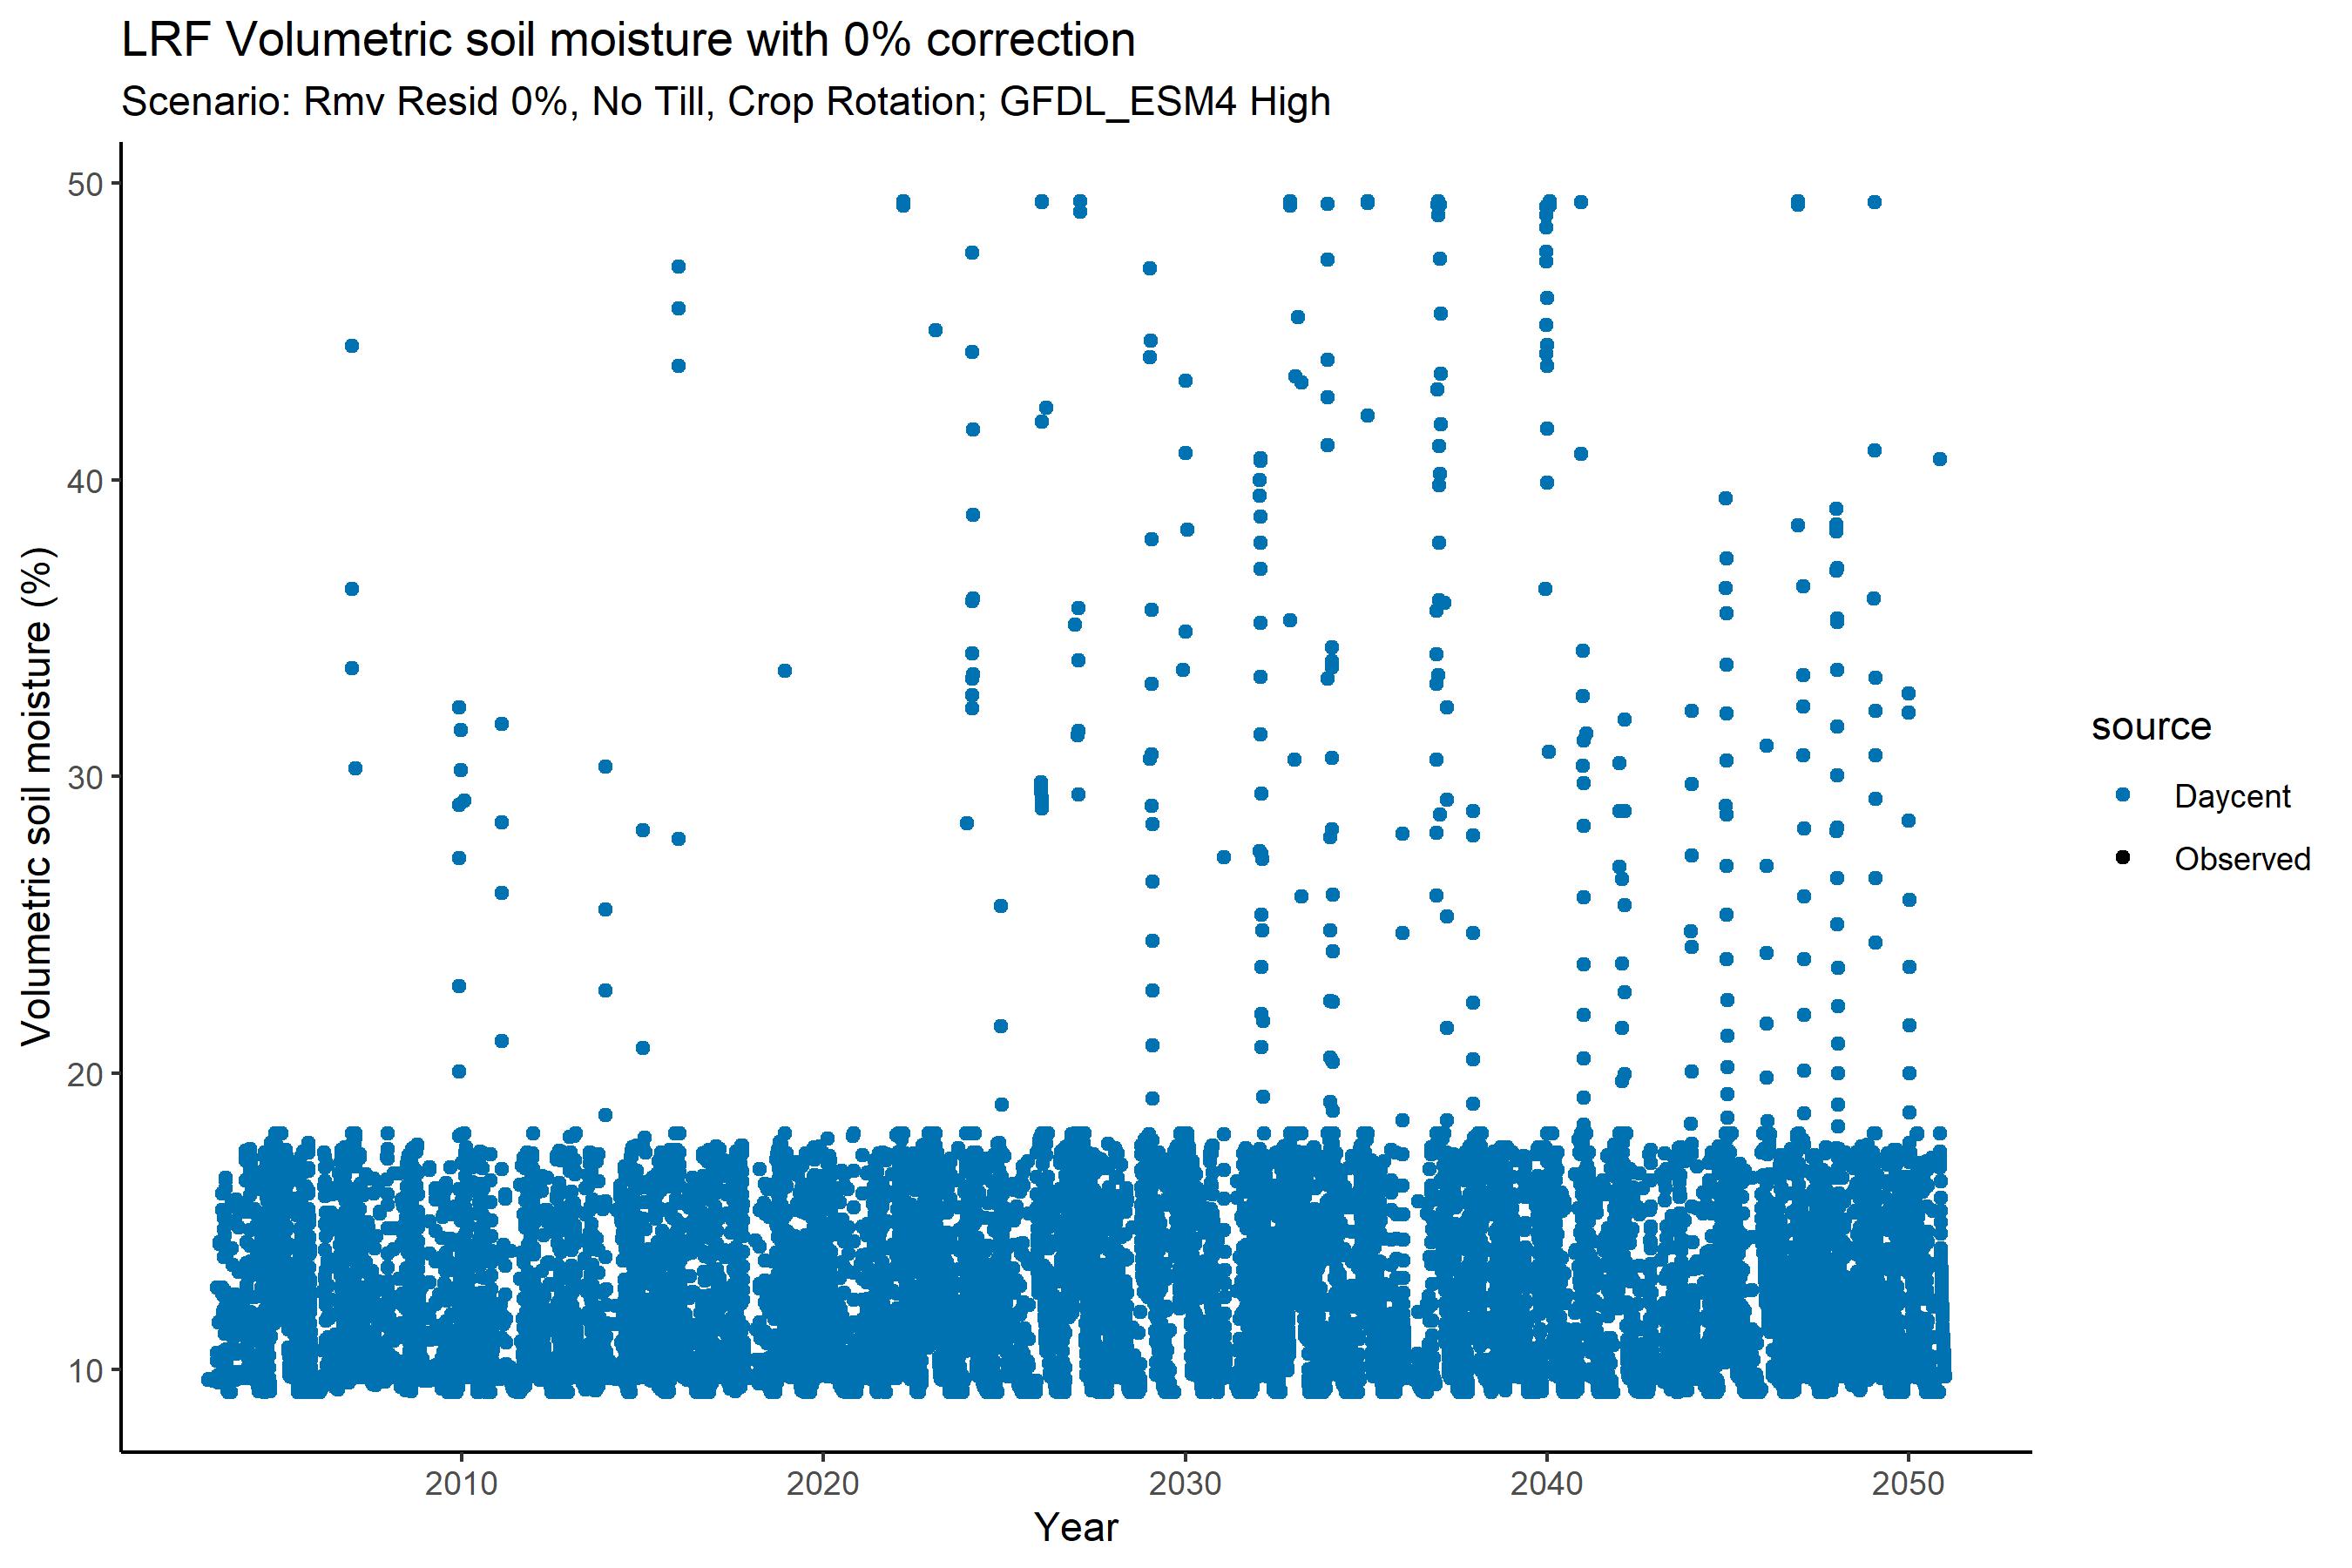 LRF Volumetric soil moisture with 0% correction
Scenario: Rmv Resid 0%, No Till, Crop Rotation; GFDL_ESM4 High
Volumetric soil moisture (%)
50
40
30
20
10
2010
2020
2030
2040
2050
Year
source
Daycent
Observed